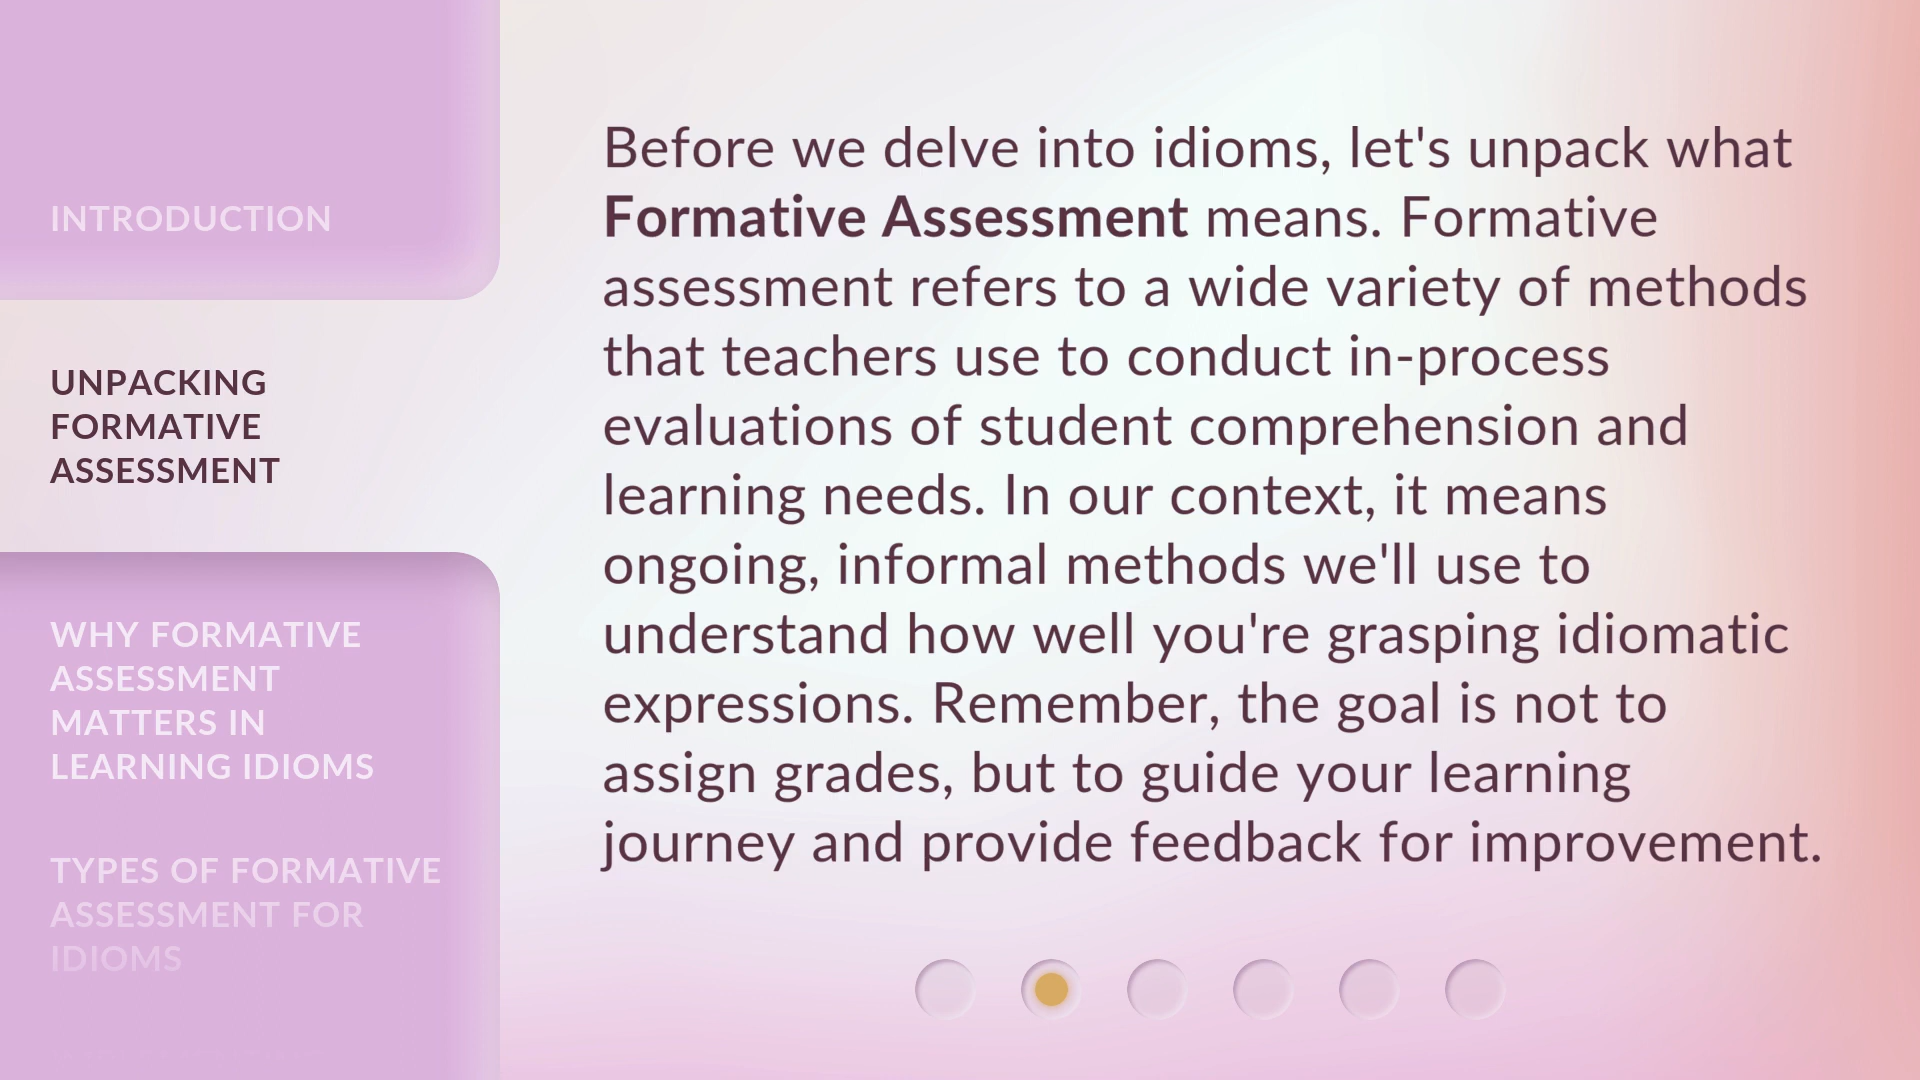 INTRODUCTION
UNPACKING
FORMATIVE
ASSESSMENT
WHY FORMATIVE
ASSESSMENT
MATTERS IN
LEARNING IDIOMS
TYPES OF FORMATIVE
ASSESSMENT FOR
IDIOMS
Before we delve into idioms, let's unpack what
Formative Assessment means. Formative
assessment refers to a wide variety of methods
that teachers use to conduct in-process
evaluations of student comprehension and
learning needs. In our context, it means
ongoing, informal methods we'll use to
understand how well you're grasping idiomatic
expressions. Remember, the goal is not to
assign grades, but to guide your learning
journey and provide feedback for improvement.